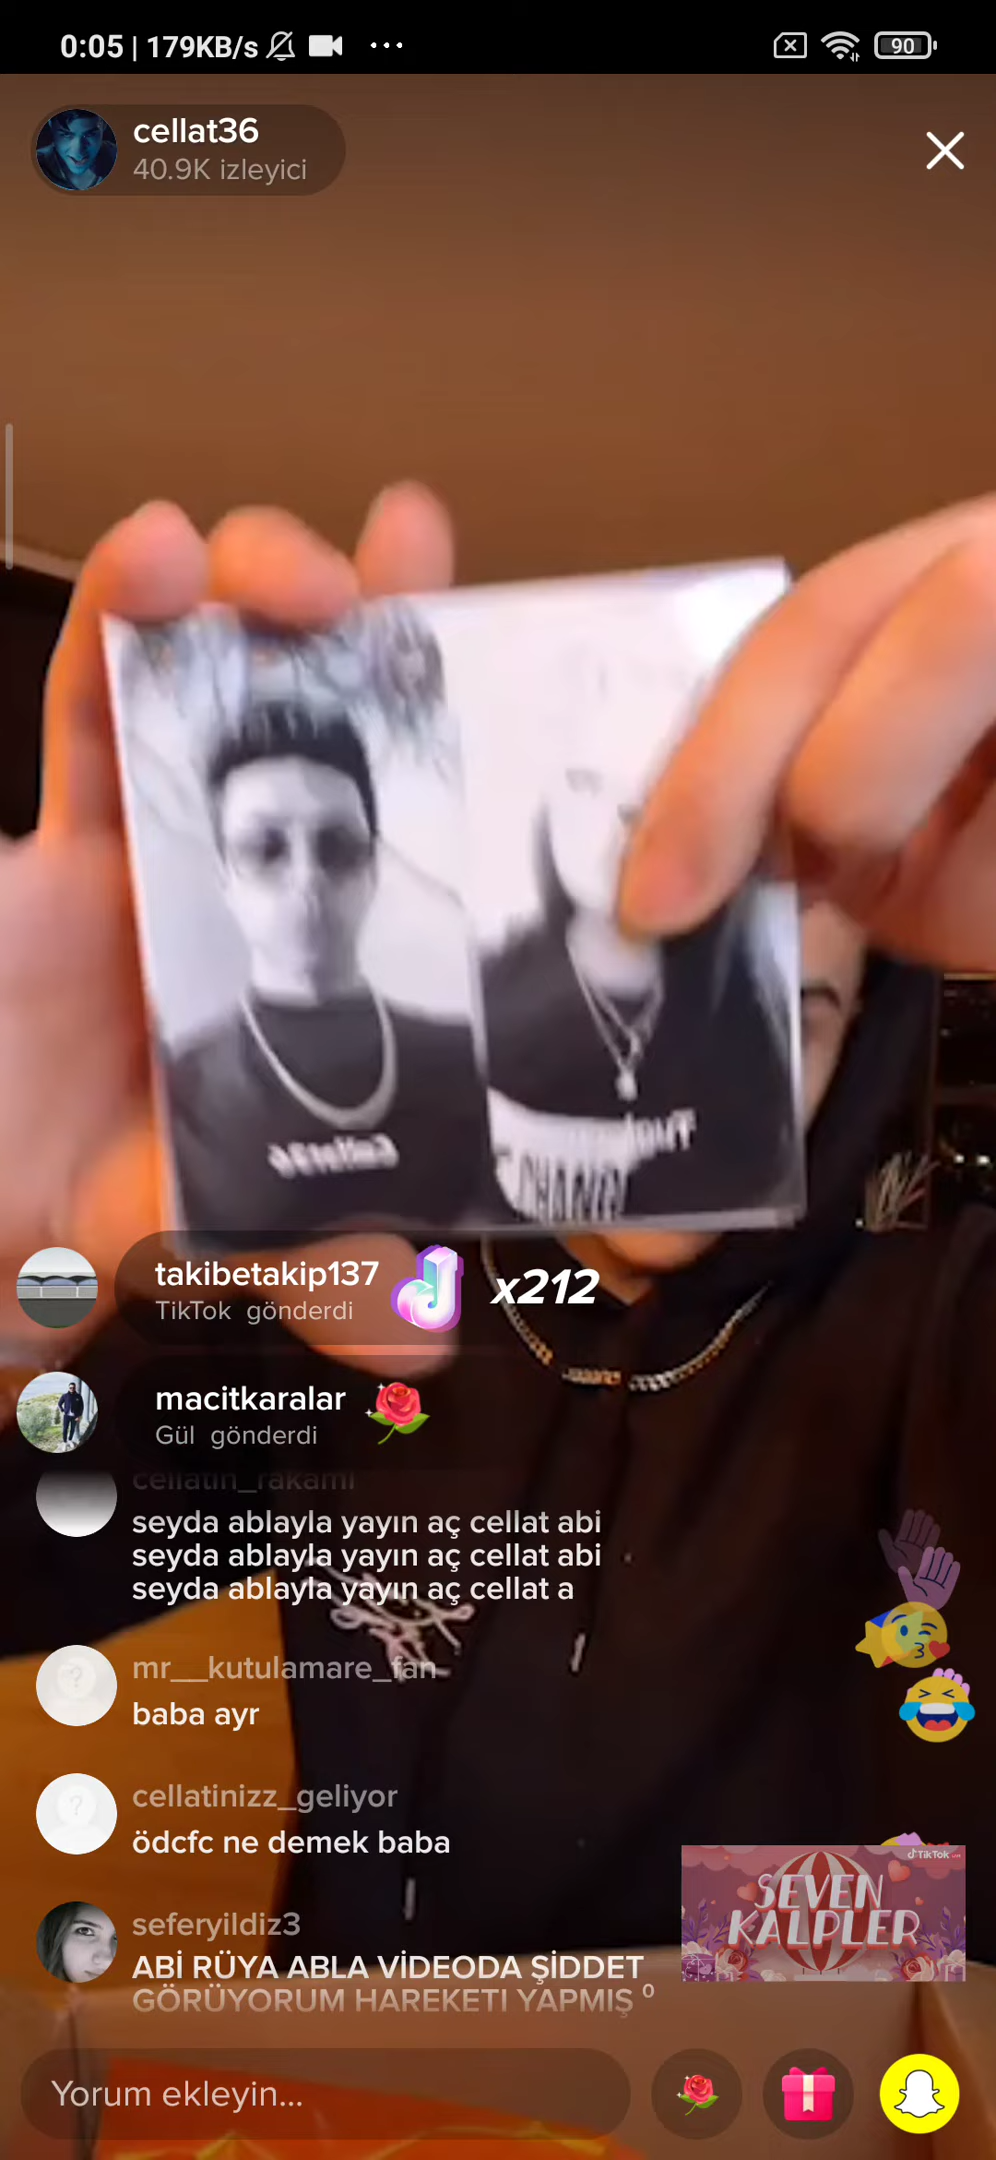 0:05 | 179KB/s
90
cellat36
40.9K izleyici
takibetakip137
TikTok gönderdi
x212
macitkaralar
Gül gönderdi
cellatin_rakami
seyda ablayla yayın aç cellat abi
seyda ablayla yayın aç cellat abi
seyda ablayla yayın aç cellat a
mr__kutulamare_fan
baba ayr
cellatinizz_geliyor
ödcfc ne demek baba
TikTok
SEVEN
KALPLER
seferyildiz3
ABİ RÜYA ABLA VİDEODA ŞİDDET
GÖRÜYORUM HAREKETI YAPMIŞ
Yorum ekleyin...